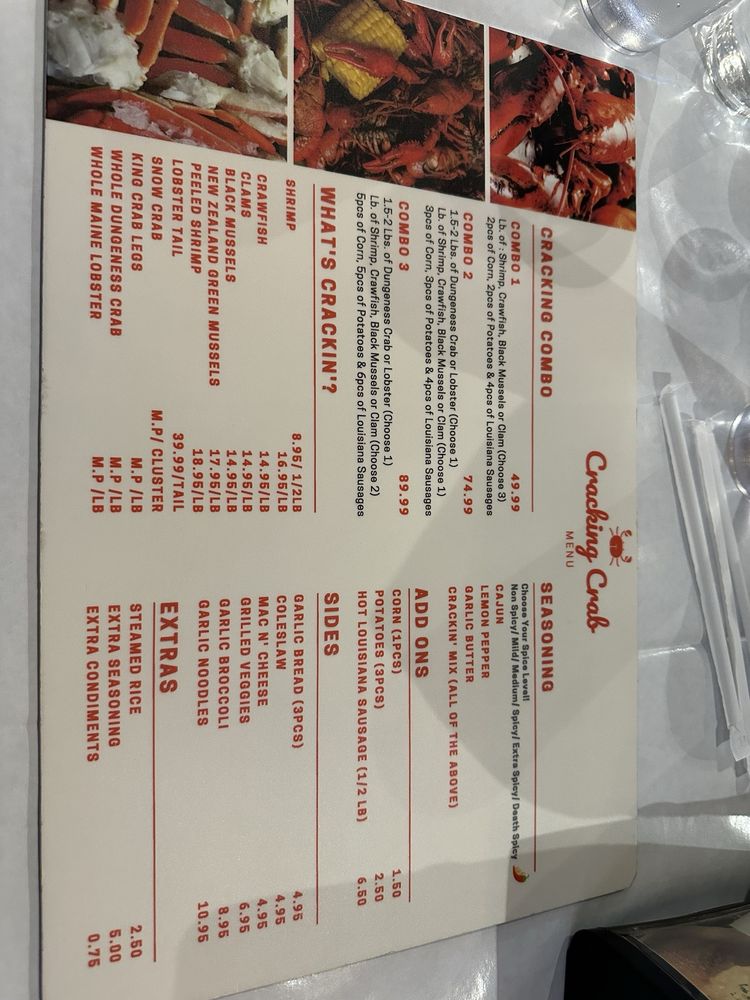 Cracking Crab
MENU
CRACKING COMBO
COMBO 1 49.99
Lb. of : Shrimp, Crawfish, Black Mussels or Clam (Choose 3)
2pcs of Corn, 2pcs of Potatoes & 4pcs of Louisiana Sausages
COMBO 2 74.99
1.5-2 Lbs. of Dungeness Crab or Lobster (Choose 1)
Lb. of Shrimp, Crawfish, Black Mussels or Clam (Choose 1)
3pcs of Corn, 3pcs of Potatoes & 4pcs of Louisiana Sausages
COMBO 3 89.99
1.5-2 Lbs. of Dungeness Crab or Lobster (Choose 1)
Lb. of Shrimp, Crawfish, Black Mussels or Clam (Choose 2)
5pcs of Corn, 5pcs of Potatoes & 6pcs of Louisiana Sausages
WHAT'S CRACKIN'?
SHRIMP 8.95/ 1/2LB
16.95/LB
CRAWFISH 14.95/LB
CLAMS 14.95/LB
BLACK MUSSELS 14.95/LB
NEW ZEALAND GREEN MUSSELS 17.95/LB
PEELED SHRIMP 18.95/LB
LOBSTER TAIL 39.99/TAIL
SNOW CRAB M.P/ CLUSTER
KING CRAB LEGS M.P /LB
WHOLE DUNGENESS CRAB M.P /LB
WHOLE MAINE LOBSTER M.P /LB
SEASONING
Choose Your Spice Level!
Non Spicy/ Mild/ Medium/ Spicy/ Extra Spicy/ Death Spicy
CAJUN
LEMON PEPPER
GARLIC BUTTER
CRACKIN' MIX (ALL OF THE ABOVE)
ADD ONS
CORN (1PCS) 1.50
POTATOES (3PCS) 2.50
HOT LOUISIANA SAUSAGE (1/2 LB) 6.50
SIDES
GARLIC BREAD (3PCS) 4.95
COLESLAW 4.95
MAC N' CHEESE 4.95
GRILLED VEGGIES 6.95
GARLIC BROCCOLI 8.95
GARLIC NOODLES 10.95
EXTRAS
STEAMED RICE 2.50
EXTRA SEASONING 5.00
EXTRA CONDIMENTS 0.75